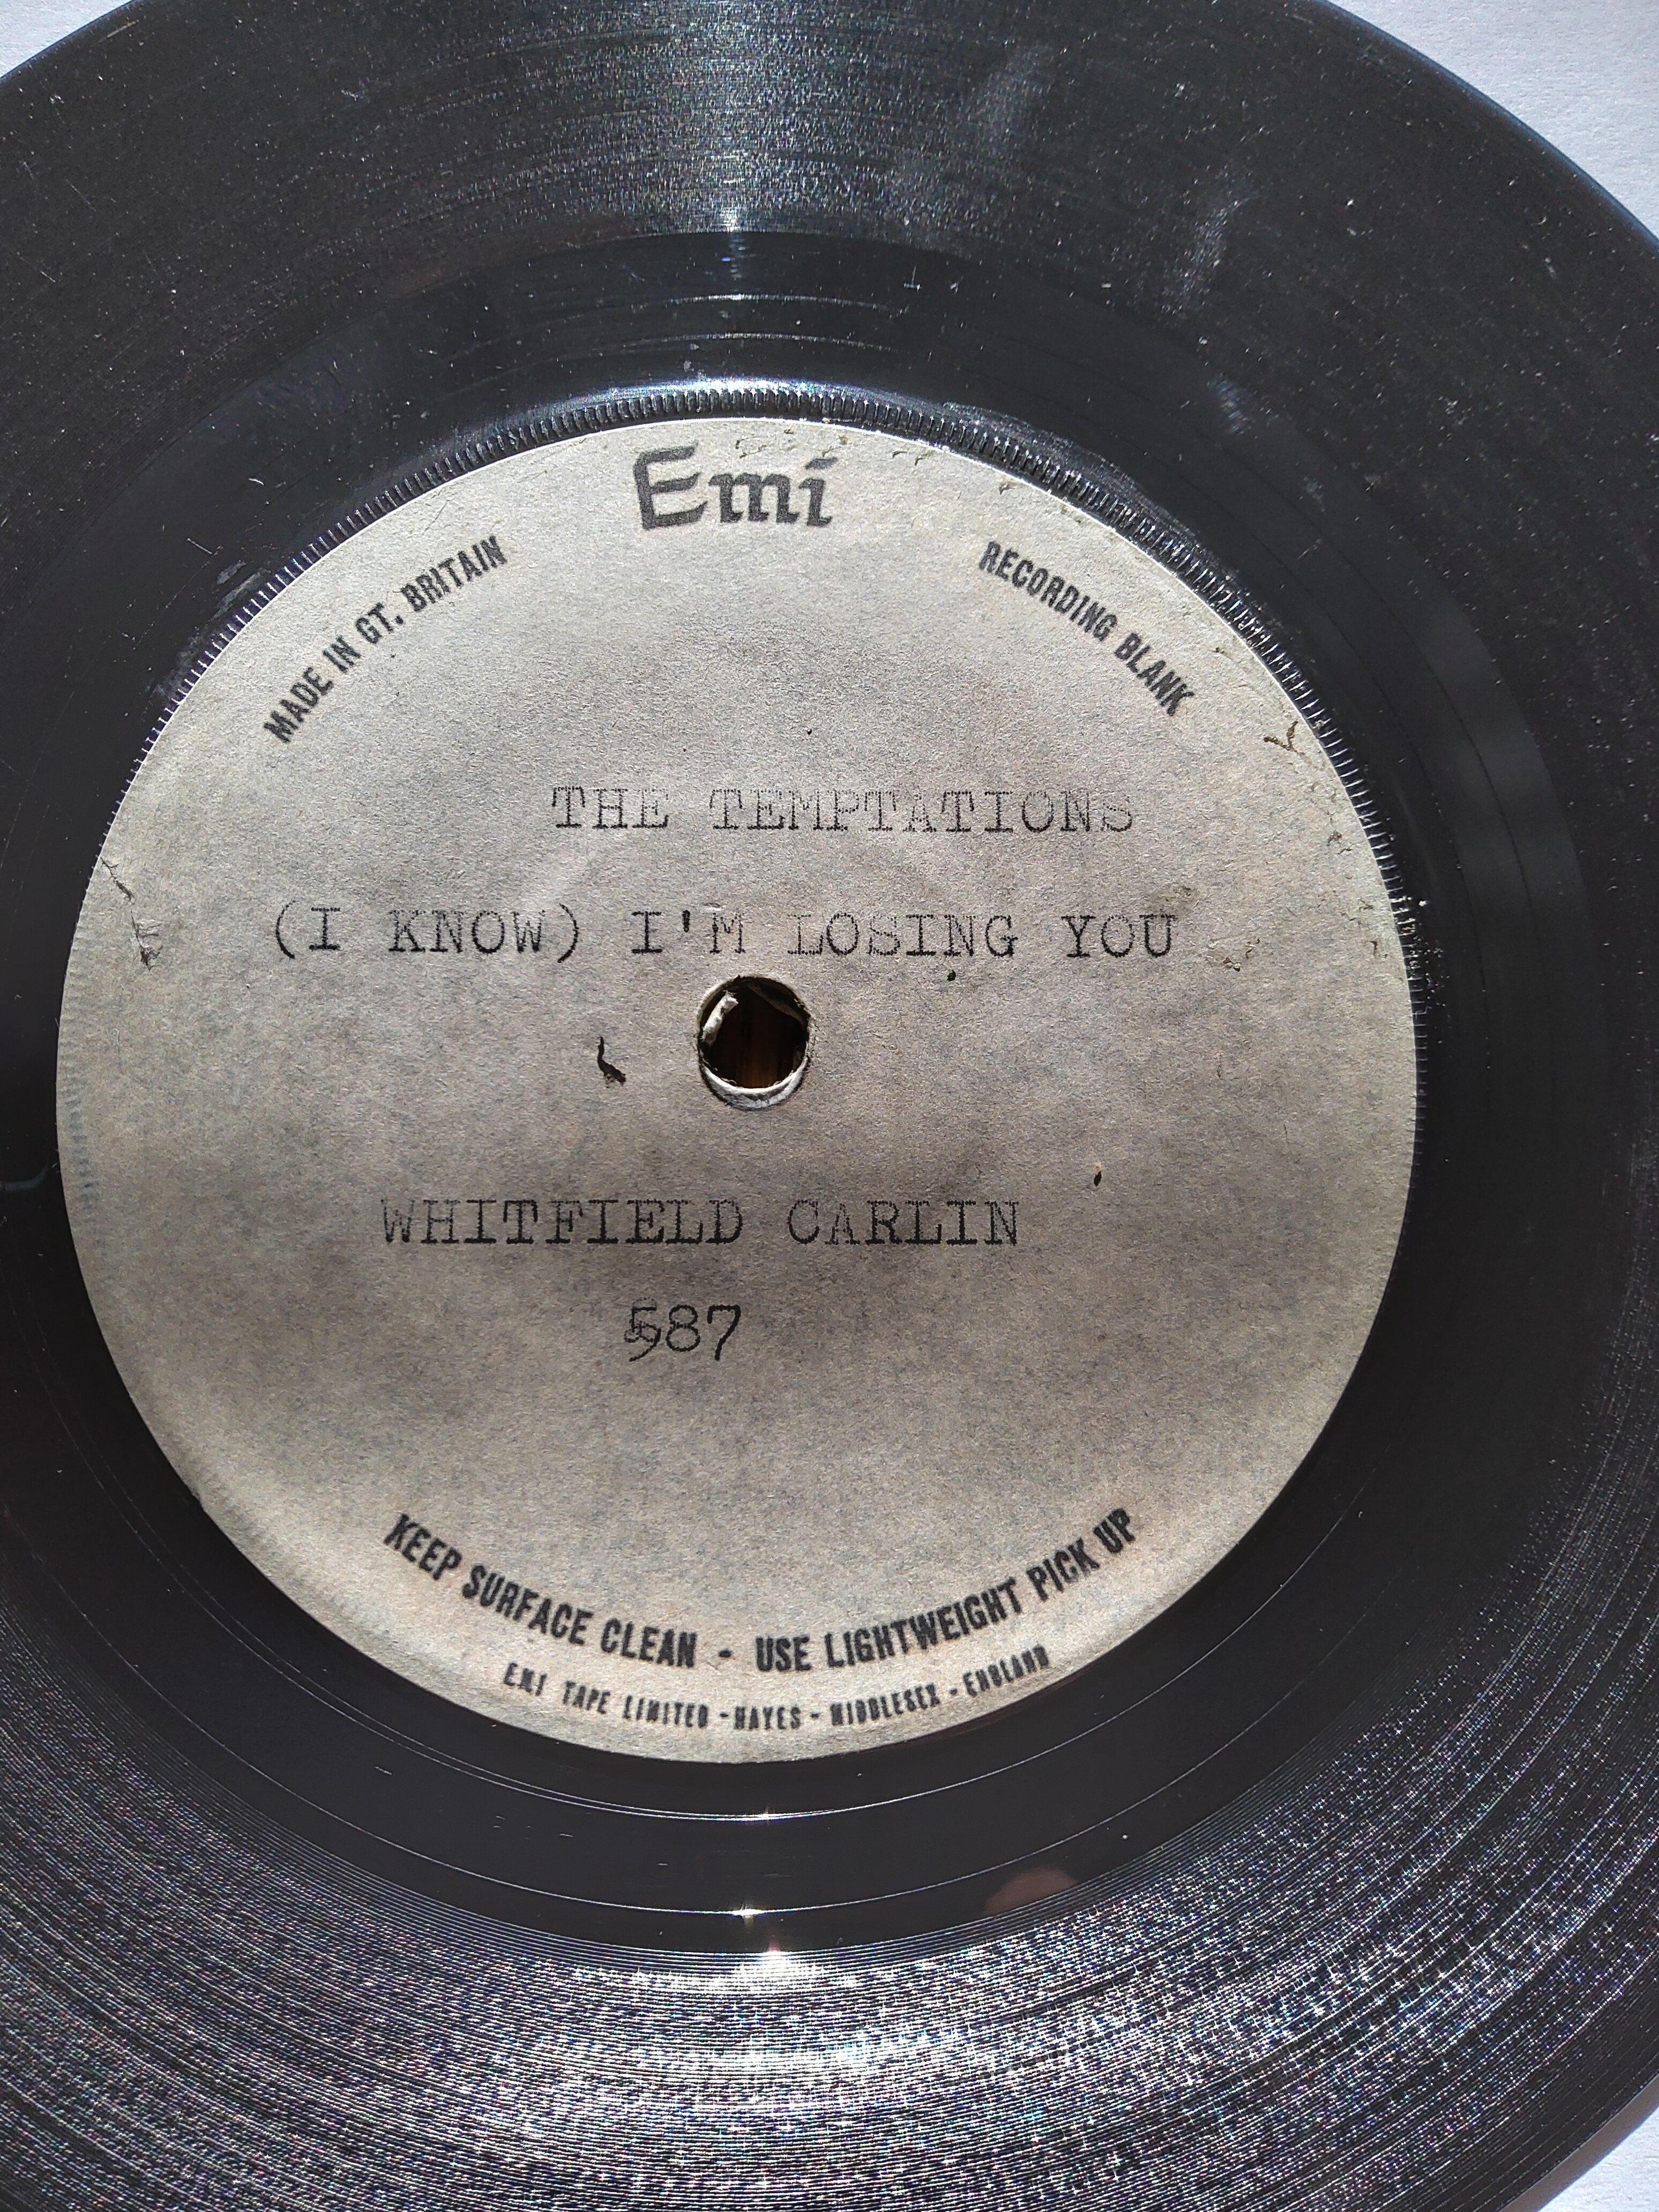 Emi
MADE IN GT. BRITAIN
RECORDING BLANK
THE TEMPTATIONS
(I KNOW) I'M LOSING YOU
WHITFIELD CARLIN
587
KEEP SURFACE CLEAN - USE LIGHTWEIGHT PICK UP
EMI TAPE LIMITED - HAYES - MIDDLESEX - ENGLAND